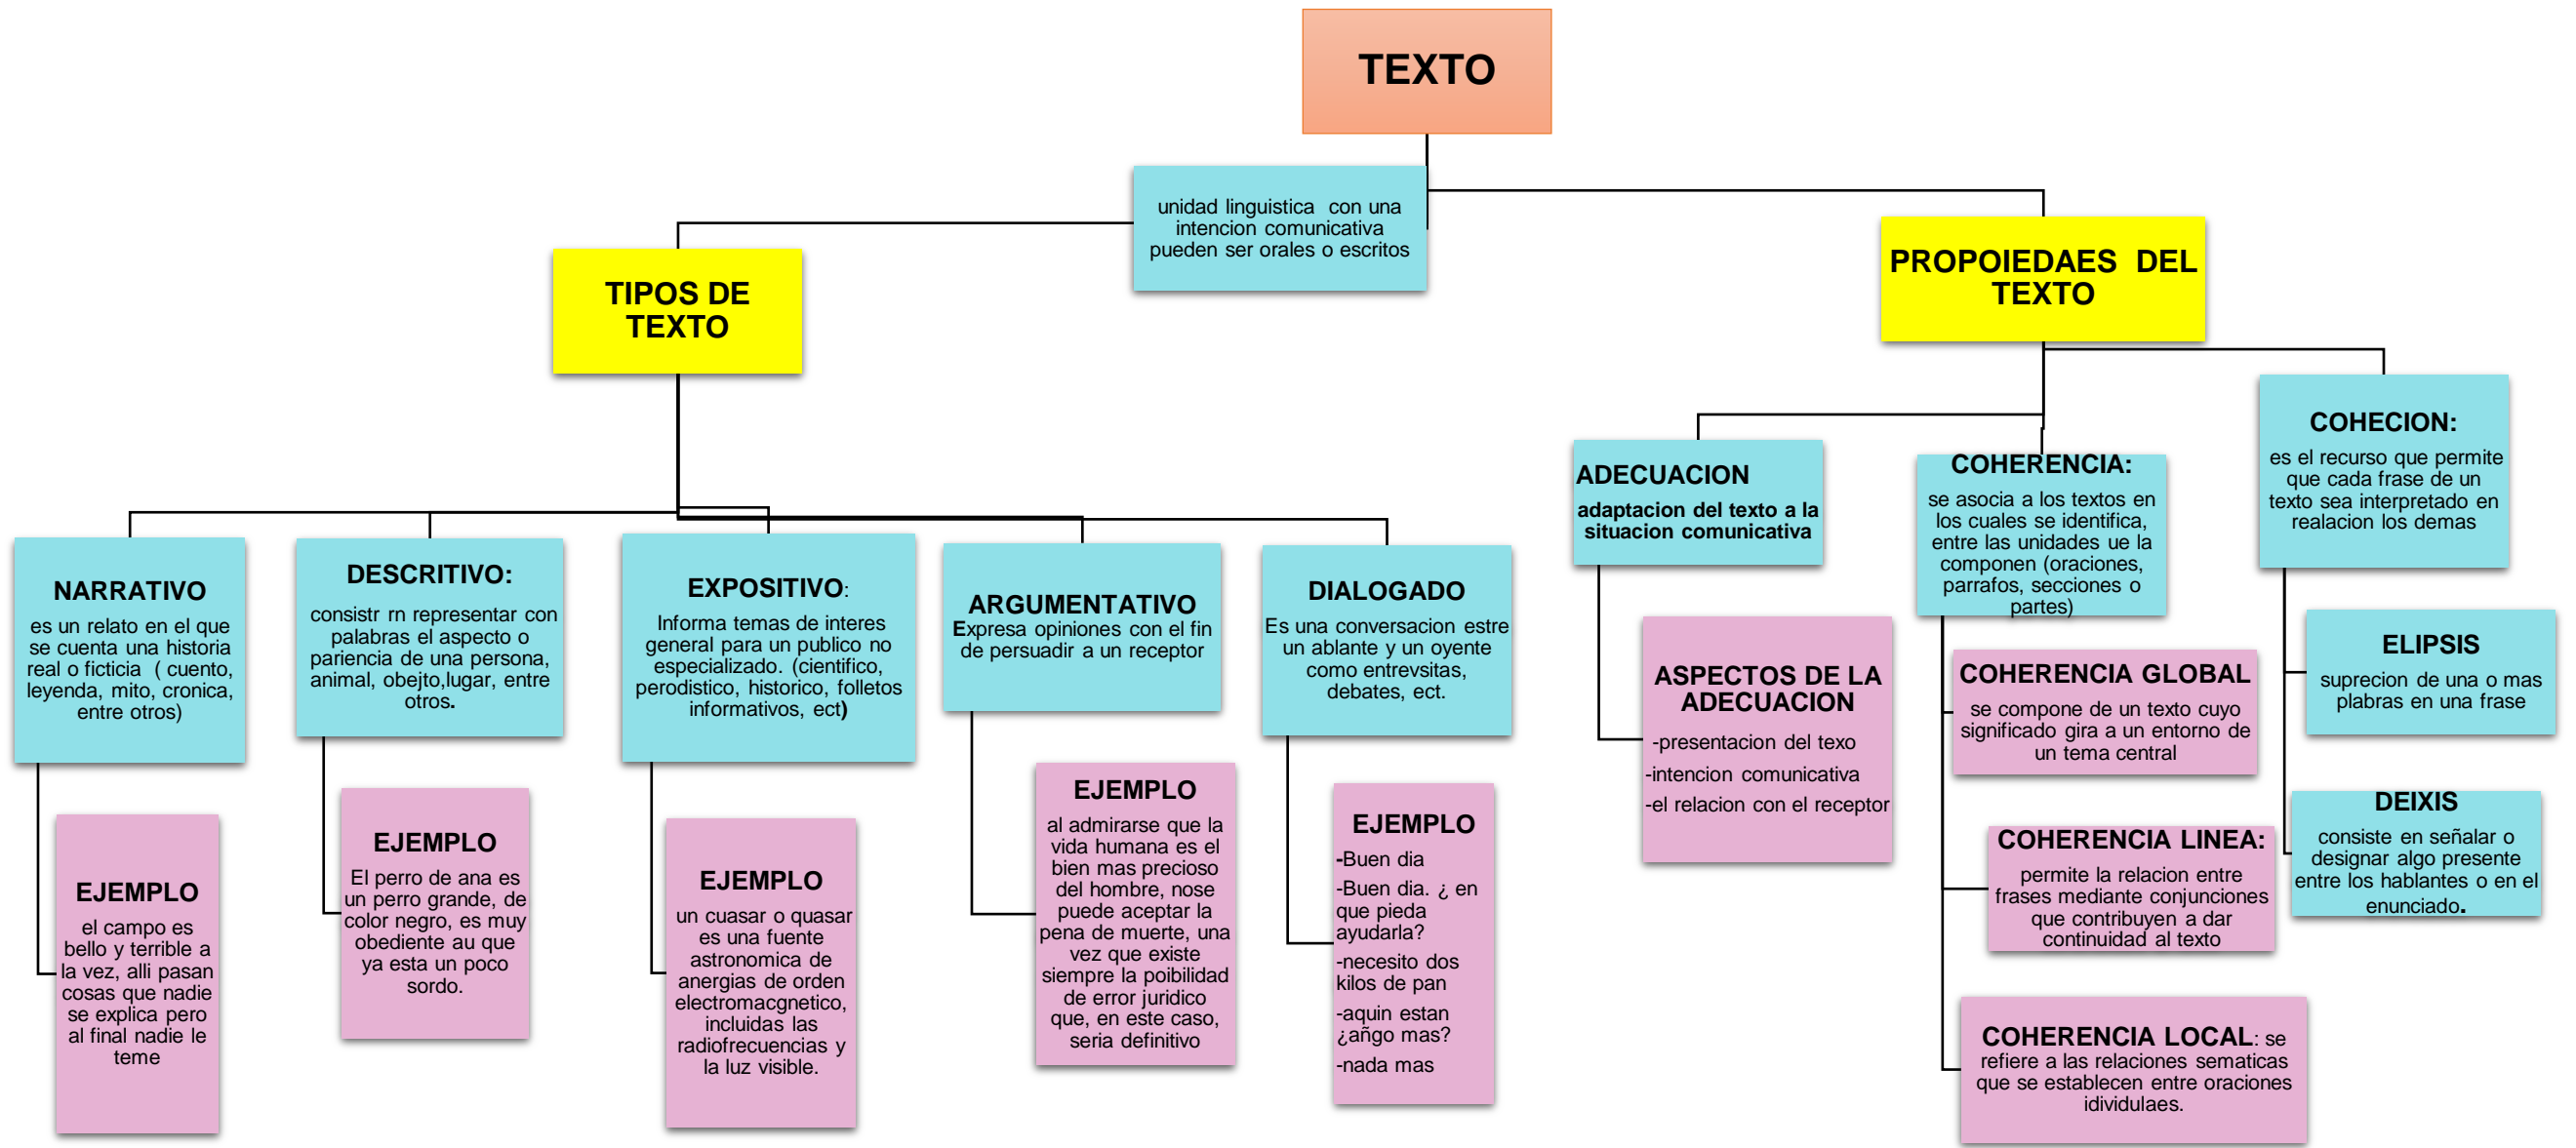 TEXTO
unidad linguistica con una
intencion comunicativa
pueden ser orales o escritos
TIPOS DE
TEXTO
NARRATIVO
es un relato en el que
se cuenta una historia
real o ficticia ( cuento,
leyenda, mito, cronica,
entre otros)
EJEMPLO
el campo es
bello y terrible a
la vez, alli pasan
cosas que nadie
se explica pero
al final nadie le
teme
DESCRITIVO:
consistr rn representar con
palabras el aspecto o
pariencia de una persona,
animal, obejto,lugar, entre
otros.
EJEMPLO
El perro de ana es
un perro grande, de
color negro, es muy
obediente au que
ya esta un poco
sordo.
EXPOSITIVO:
Informa temas de interes
general para un publico no
especializado. (cientifico,
perodistico, historico, folletos
informativos, ect)
EJEMPLO
un cuasar o quasar
es una fuente
astronomica de
anergias de orden
electromacgnetico,
incluidas las
radiofrecuencias y
la luz visible.
ARGUMENTATIVO
Expresa opiniones con el fin
de persuadir a un receptor
EJEMPLO
al admirarse que la
vida humana es el
bien mas precioso
del hombre, nose
puede aceptar la
pena de muerte, una
vez que existe
siempre la poibilidad
de error juridico
que, en este caso,
seria definitivo
DIALOGADO
Es una conversacion estre
un ablante y un oyente
como entrevsitas,
debates, ect.
EJEMPLO
-Buen dia
-Buen dia. ¿ en
que pieda
ayudarla?
-necesito dos
kilos de pan
-aquin estan
¿añgo mas?
-nada mas
PROPOIEDAES DEL
TEXTO
ADECUACION
adaptacion del texto a la
situacion comunicativa
ASPECTOS DE LA
ADECUACION
-presentacion del texo
-intencion comunicativa
-el relacion con el receptor
COHERENCIA:
se asocia a los textos en
los cuales se identifica,
entre las unidades ue la
componen (oraciones,
parrafos, secciones o
partes)
COHERENCIA GLOBAL
se compone de un texto cuyo
significado gira a un entorno de
un tema central
COHERENCIA LINEA:
permite la relacion entre
frases mediante conjunciones
que contribuyen a dar
continuidad al texto
COHERENCIA LOCAL: se
refiere a las relaciones sematicas
que se establecen entre oraciones
idividulaes.
COHECION:
es el recurso que permite
que cada frase de un
texto sea interpretado en
realacion los demas
ELIPSIS
suprecion de una o mas
plabras en una frase
DEIXIS
consiste en señalar o
designar algo presente
entre los hablantes o en el
enunciado.